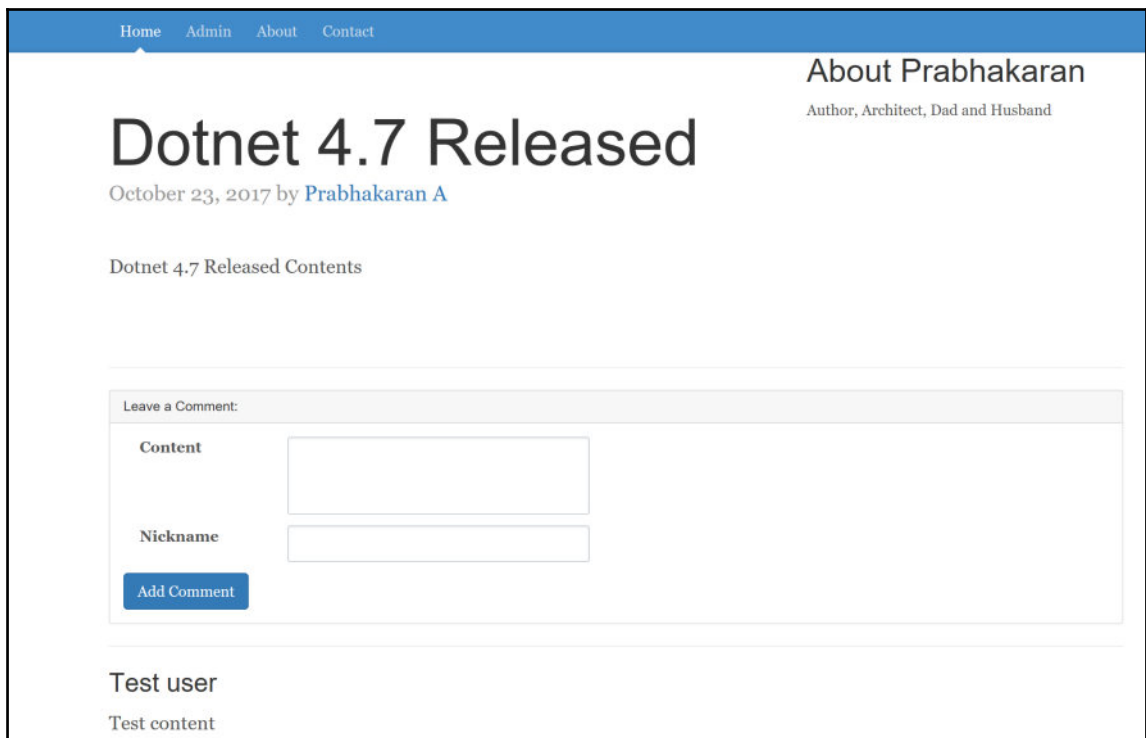 Home Admin About Contact
About Prabhakaran
Author, Architect, Dad and Husband
Dotnet 4.7 Released
October 23, 2017 by Prabhakaran A
Dotnet 4.7 Released Contents
Leave a Comment:
Content
Nickname
Add Comment
Test user
Test content